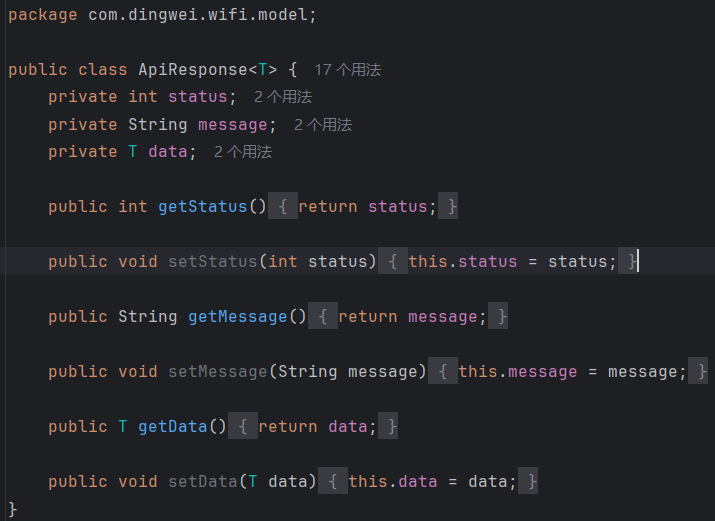 package com.dingwei.wifi.model;
public class ApiResponse<T> { 17 个用法
private int status; 2 个用法
private String message; 2 个用法
private T data; 2 个用法
public int getStatus() { return status; }
public void setStatus(int status) { this.status = status; }
public String getMessage() { return message; }
public void setMessage(String message) { this.message = message; }
public T getData() { return data; }
public void setData(T data) { this.data = data; }
}